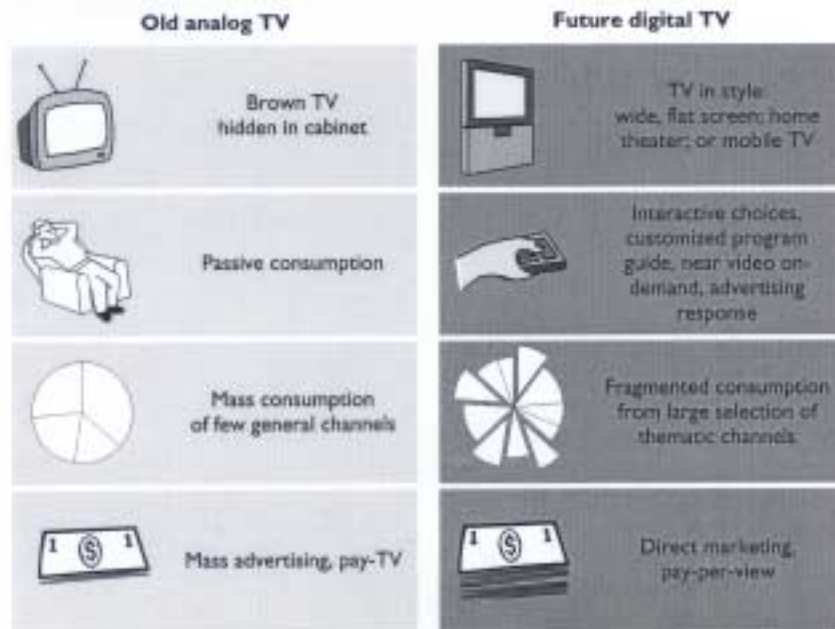 Old analog TV
Future digital TV
Brown TV
hidden in cabinet
TV in style
wide, flat screen; home
theater; or mobile TV
Passive consumption
Interactive choices,
customized program
guide, near video on-
demand, advertising
response
Mass consumption
of few general channels
Fragmented consumption
from large selection of
thematic channels
1 $ 1
Mass advertising, pay-TV
1 $ 1
Direct marketing,
pay-per-view